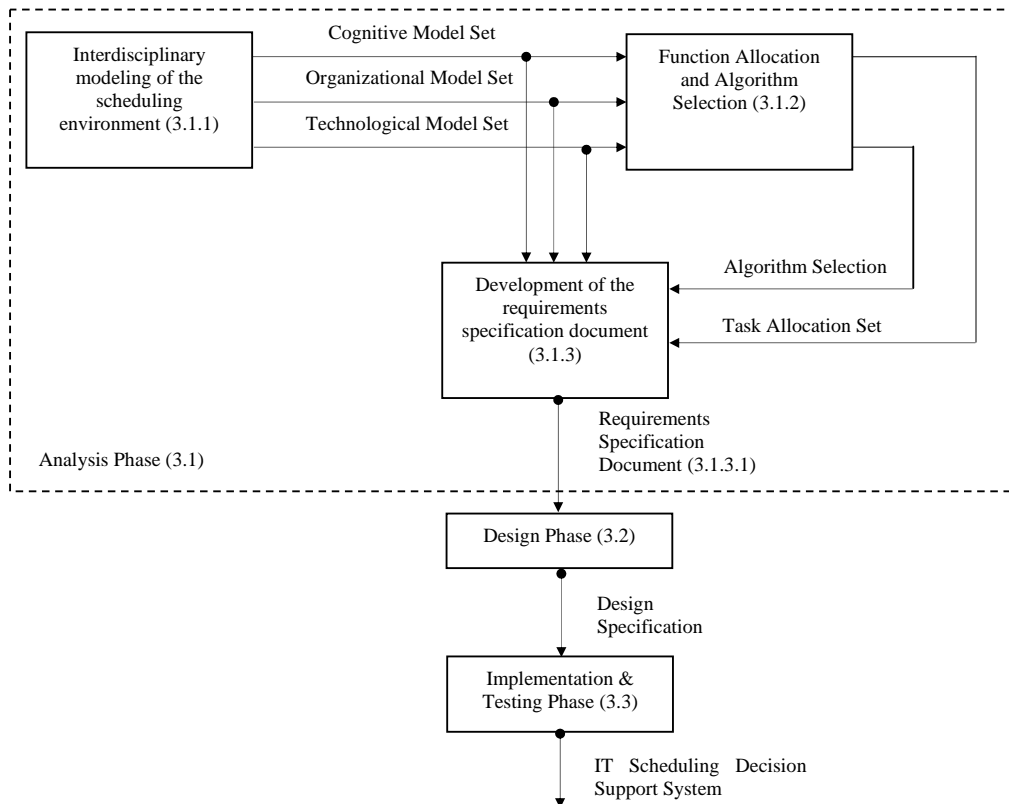 Interdisciplinary
modeling of the
scheduling
environment (3.1.1)
Cognitive Model Set
Organizational Model Set
Technological Model Set
Function Allocation
and Algorithm
Selection (3.1.2)
Algorithm Selection
Task Allocation Set
Development of the
requirements
specification document
(3.1.3)
Requirements
Specification
Document (3.1.3.1)
Analysis Phase (3.1)
Design Phase (3.2)
Design
Specification
Implementation &
Testing Phase (3.3)
IT Scheduling Decision
Support System